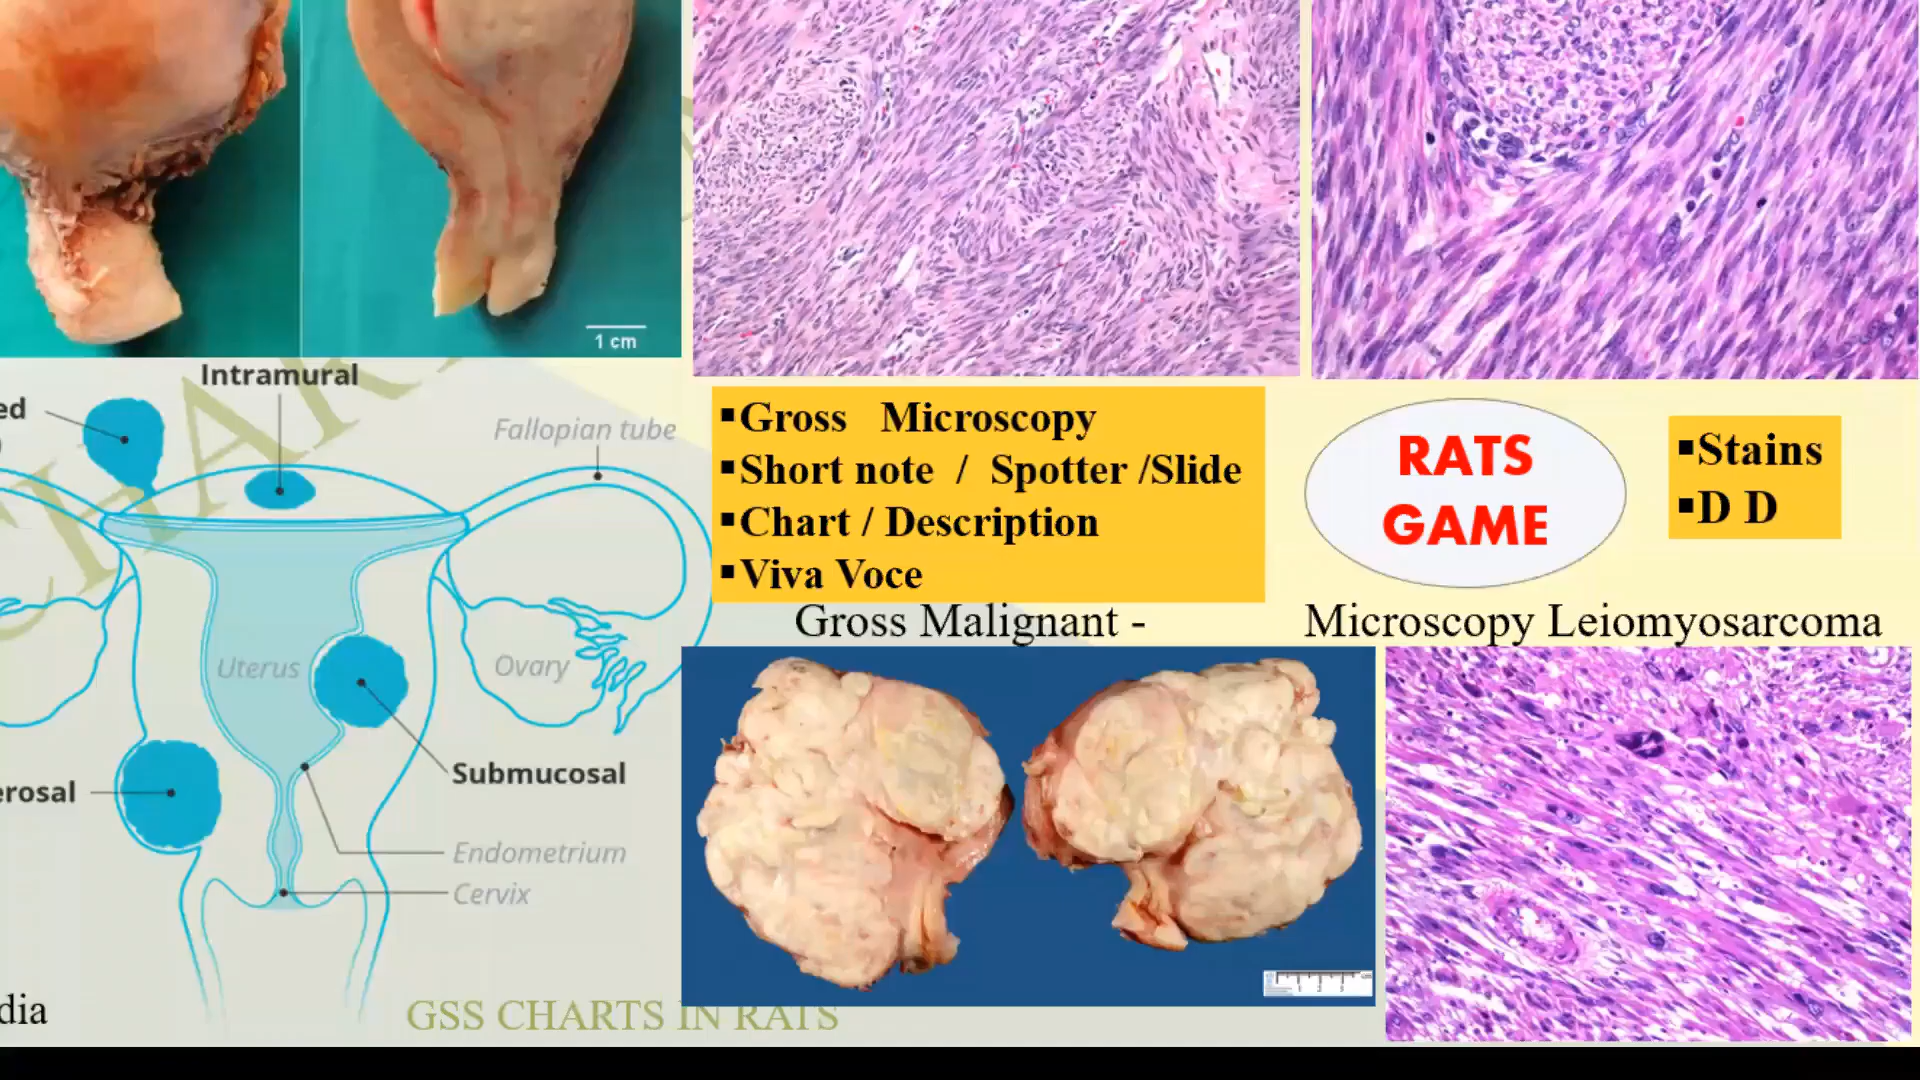 1 cm
Intramural
ed
Fallopian tube
▪Gross Microscopy
▪Short note / Spotter /Slide
▪Chart / Description
▪Viva Voce
RATS
GAME
▪Stains
▪D D
Gross Malignant -
Microscopy Leiomyosarcoma
Uterus
Ovary
Submucosal
erosal
Endometrium
Cervix
dia
GSS CHARTS IN RATS